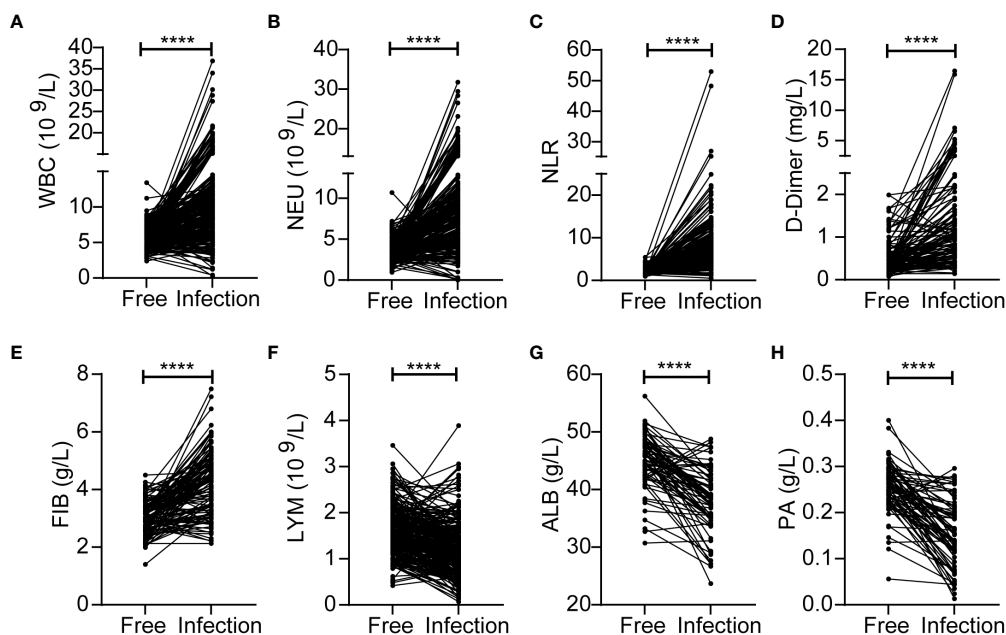 A
WBC (10 9/L)
40
35
30
25
20
10
5
0
****
Free Infection
B
NEU (10 9/L)
40
30
20
10
5
0
****
Free Infection
C
NLR
60
50
40
30
20
10
0
****
Free Infection
D
D-Dimer (mg/L)
20
15
10
5
2
1
0
****
Free Infection
E
FIB (g/L)
8
6
4
2
0
****
Free Infection
F
LYM (10 9/L)
5
4
3
2
1
0
****
Free Infection
G
ALB (g/L)
60
50
40
30
20
****
Free Infection
H
PA (g/L)
0.5
0.4
0.3
0.2
0.1
0.0
****
Free Infection